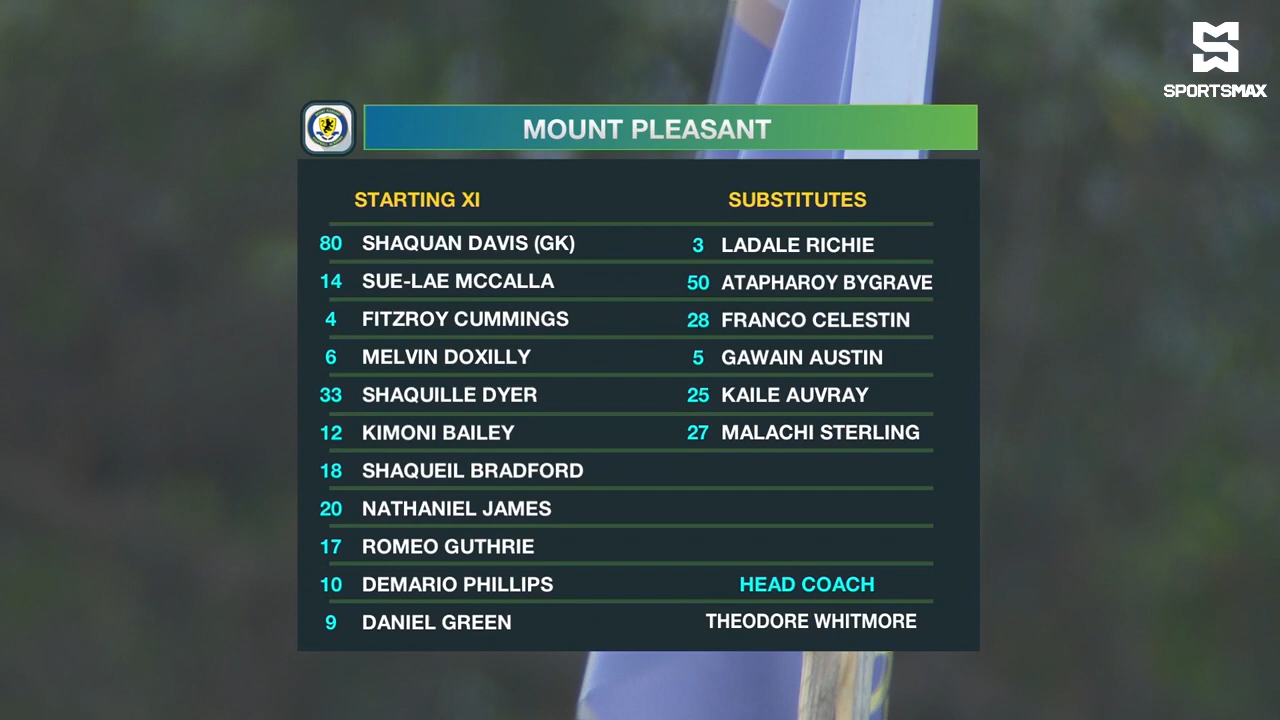 SPORTSMAX
MOUNT PLEASANT
STARTING XI
80 SHAQUAN DAVIS (GK)
14 SUE-LAE MCCALLA
4 FITZROY CUMMINGS
6 MELVIN DOXILLY
33 SHAQUILLE DYER
12 KIMONI BAILEY
18 SHAQUEIL BRADFORD
20 NATHANIEL JAMES
17 ROMEO GUTHRIE
10 DEMARIO PHILLIPS
9 DANIEL GREEN
SUBSTITUTES
3 LADALE RICHIE
50 ATAPHAROY BYGRAVE
28 FRANCO CELESTIN
5 GAWAIN AUSTIN
25 KAILE AUVRAY
27 MALACHI STERLING
HEAD COACH
THEODORE WHITMORE